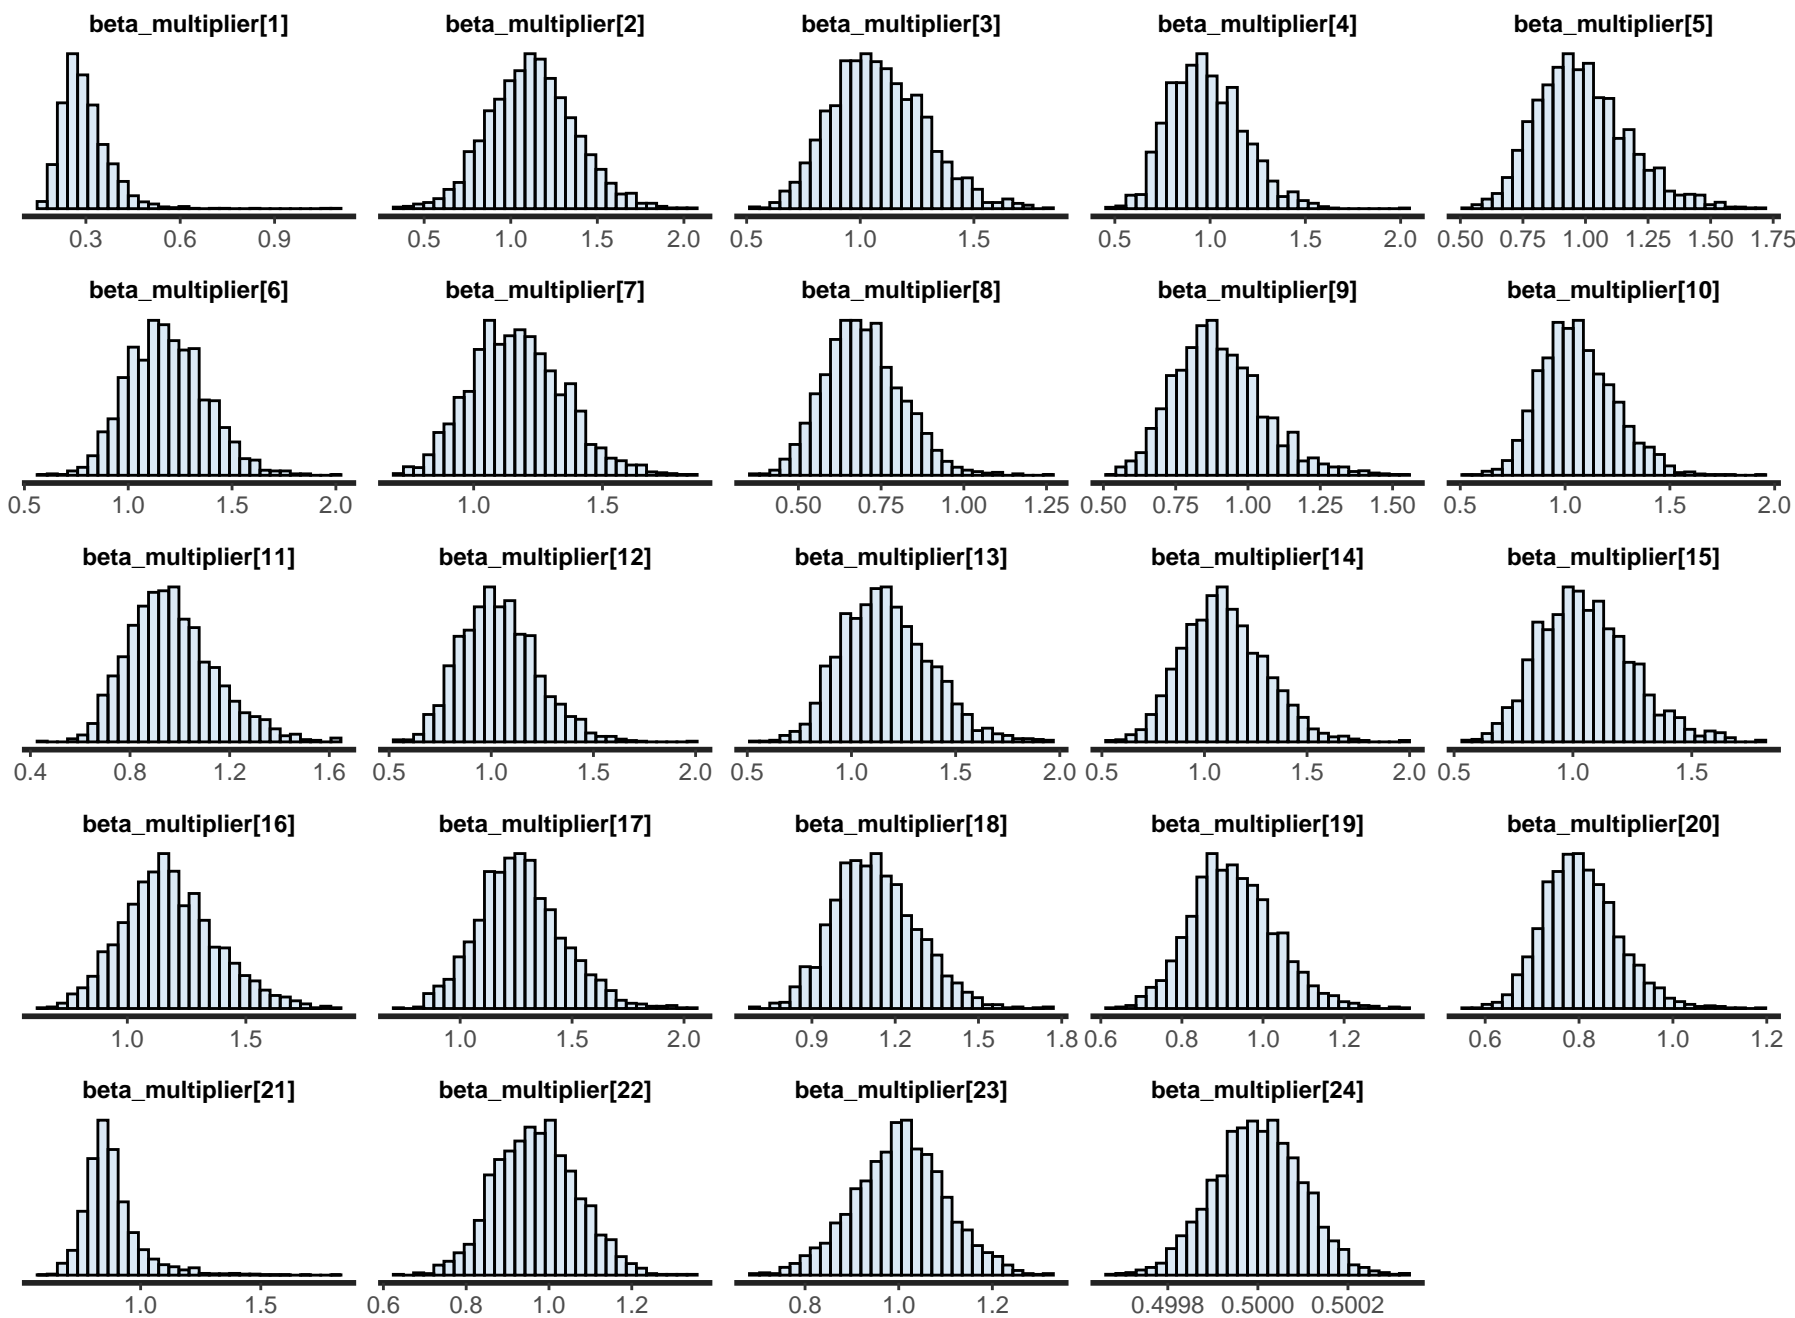 beta_multiplier[1] beta_multiplier[2] beta_multiplier[3] beta_multiplier[4] beta_multiplier[5]
0.3 0.6 0.9 0.5 1.0 1.5 2.0 0.5 1.0 1.5 0.5 1.0 1.5 2.0 0.50 0.75 1.00 1.25 1.50 1.75
beta_multiplier[6] beta_multiplier[7] beta_multiplier[8] beta_multiplier[9] beta_multiplier[10]
0.5 1.0 1.5 2.0 1.0 1.5 0.50 0.75 1.00 1.25 0.50 0.75 1.00 1.25 1.50 0.5 1.0 1.5 2.0
beta_multiplier[11] beta_multiplier[12] beta_multiplier[13] beta_multiplier[14] beta_multiplier[15]
0.4 0.8 1.2 1.6 0.5 1.0 1.5 2.0 0.5 1.0 1.5 2.0 0.5 1.0 1.5 2.0 0.5 1.0 1.5
beta_multiplier[16] beta_multiplier[17] beta_multiplier[18] beta_multiplier[19] beta_multiplier[20]
1.0 1.5 1.0 1.5 2.0 0.9 1.2 1.5 1.8 0.6 0.8 1.0 1.2 0.6 0.8 1.0 1.2
beta_multiplier[21] beta_multiplier[22] beta_multiplier[23] beta_multiplier[24]
1.0 1.5 0.6 0.8 1.0 1.2 0.8 1.0 1.2 0.4998 0.5000 0.5002